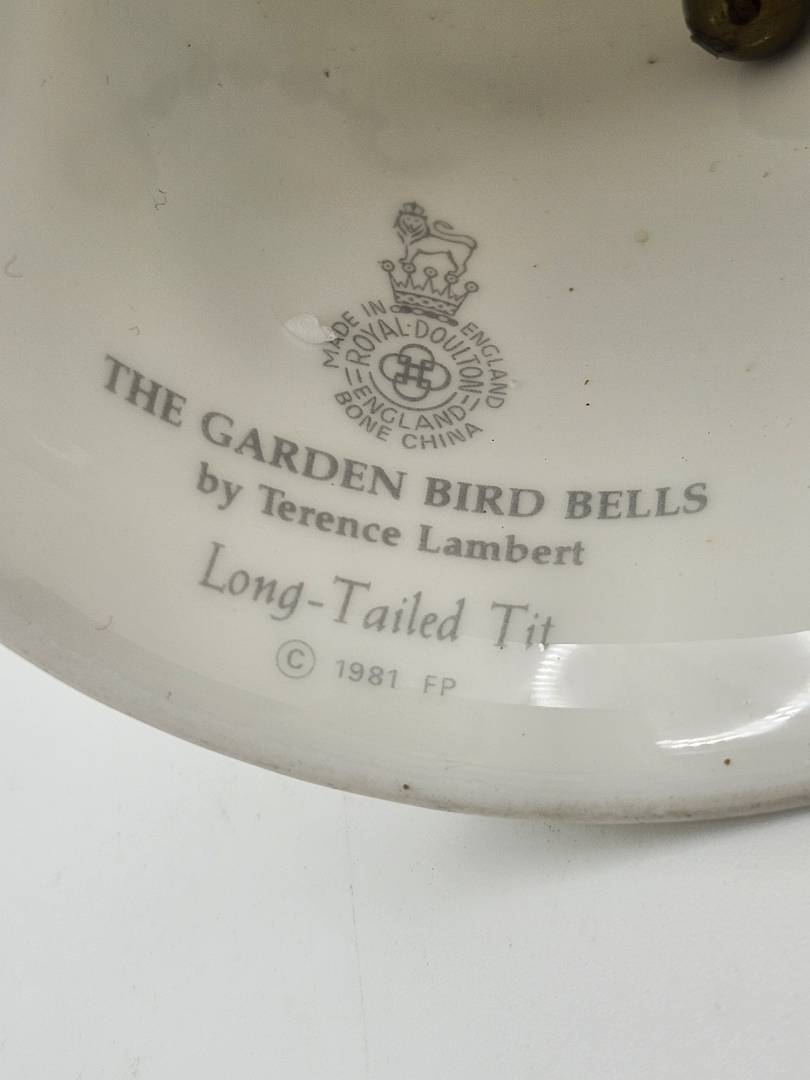 MADE IN ENGLAND
ROYAL·DOULTON
ENGLAND
BONE CHINA
THE GARDEN BIRD BELLS
by Terence Lambert
Long-Tailed Tit
© 1981 FP